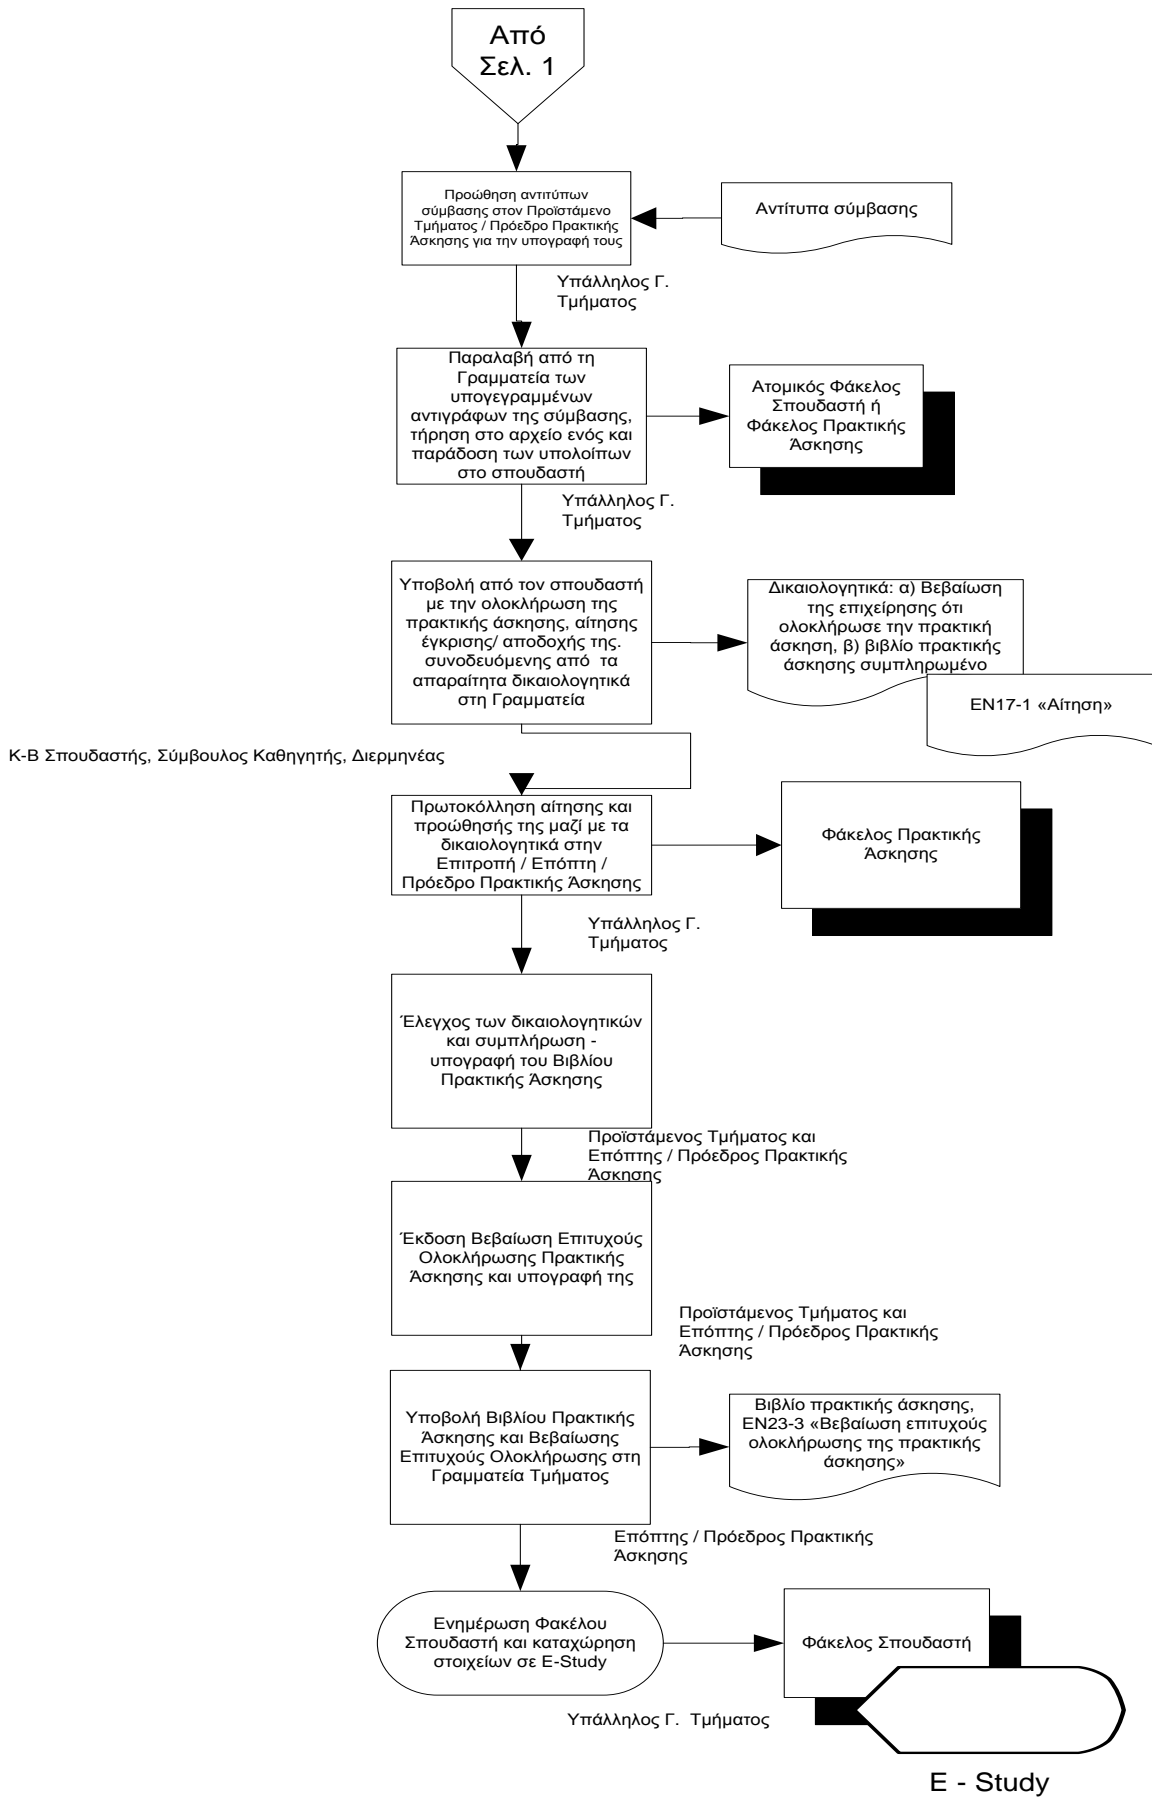 Από
Σελ. 1
Προώθηση αντιτύπων
σύμβασης στον Προϊστάμενο
Τμήματος / Πρόεδρο Πρακτικής
Άσκησης για την υπογραφή τους
Αντίτυπα σύμβασης
Υπάλληλος Γ.
Τμήματος
Παραλαβή από τη
Γραμματεία των
υπογεγραμμένων
αντιγράφων της σύμβασης,
τήρηση στο αρχείο ενός και
παράδοση των υπολοίπων
στο σπουδαστή
Ατομικός Φάκελος
Σπουδαστή ή
Φάκελος Πρακτικής
Άσκησης
Υπάλληλος Γ.
Τμήματος
Υποβολή από τον σπουδαστή
με την ολοκλήρωση της
πρακτικής άσκησης, αίτησης
έγκρισης/ αποδοχής της.
συνοδευόμενης από τα
απαραίτητα δικαιολογητικά
στη Γραμματεία
Δικαιολογητικά: α) Βεβαίωση
της επιχείρησης ότι
ολοκλήρωσε την πρακτική
άσκηση, β) βιβλίο πρακτικής
άσκησης συμπληρωμένο
ΕΝ17-1 «Αίτηση»
Κ-Β Σπουδαστής, Σύμβουλος Καθηγητής, Διερμηνέας
Πρωτοκόλληση αίτησης και
προώθησής της μαζί με τα
δικαιολογητικά στην
Επιτροπή / Επόπτη /
Πρόεδρο Πρακτικής Άσκησης
Φάκελος Πρακτικής
Άσκησης
Υπάλληλος Γ.
Τμήματος
Έλεγχος των δικαιολογητικών
και συμπλήρωση -
υπογραφή του Βιβλίου
Πρακτικής Άσκησης
Προϊστάμενος Τμήματος και
Επόπτης / Πρόεδρος Πρακτικής
Άσκησης
Έκδοση Βεβαίωση Επιτυχούς
Ολοκλήρωσης Πρακτικής
Άσκησης και υπογραφή της
Προϊστάμενος Τμήματος και
Επόπτης / Πρόεδρος Πρακτικής
Άσκησης
Υποβολή Βιβλίου Πρακτικής
Άσκησης και Βεβαίωσης
Επιτυχούς Ολοκλήρωσης στη
Γραμματεία Τμήματος
Βιβλίο πρακτικής άσκησης,
ΕΝ23-3 «Βεβαίωση επιτυχούς
ολοκλήρωσης της πρακτικής
άσκησης»
Επόπτης / Πρόεδρος Πρακτικής
Άσκησης
Ενημέρωση Φακέλου
Σπουδαστή και καταχώρηση
στοιχείων σε E-Study
Φάκελος Σπουδαστή
Υπάλληλος Γ. Τμήματος
E - Study